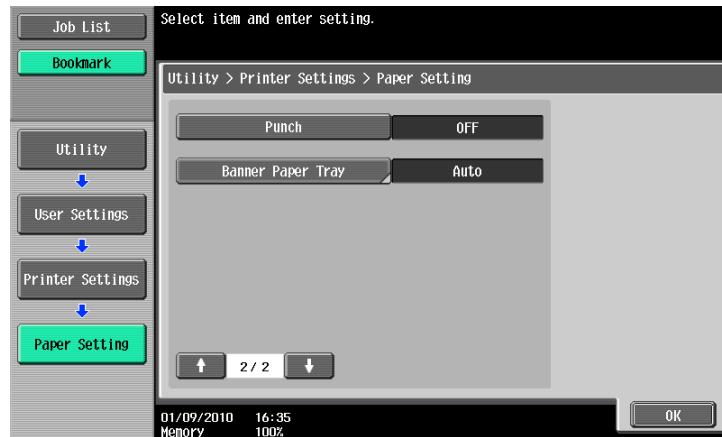 Job List
Bookmark
Utility
User Settings
Printer Settings
Paper Setting
Select item and enter setting.
Utility > Printer Settings > Paper Setting
Punch OFF
Banner Paper Tray Auto
2/ 2
OK
01/09/2010 16:35
Memory 100%